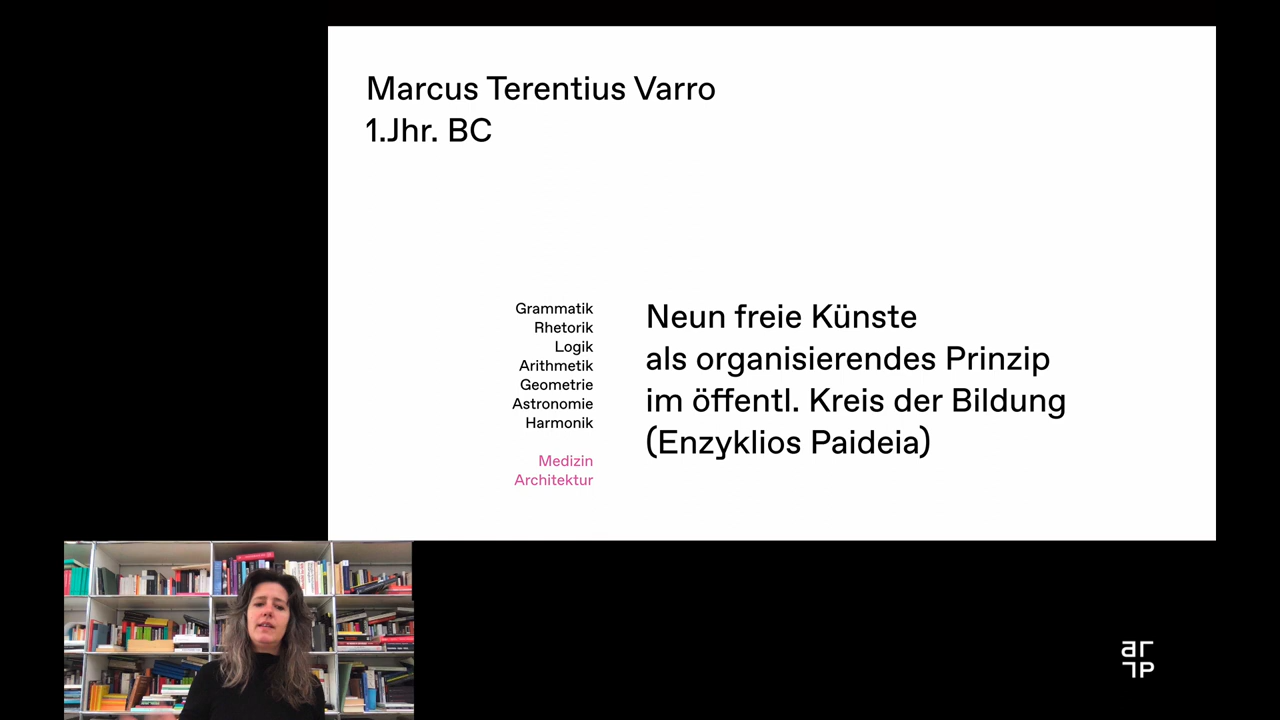 Marcus Terentius Varro
1.Jhr. BC
Grammatik
Rhetorik
Logik
Arithmetik
Geometrie
Astronomie
Harmonik
Medizin
Architektur
Neun freie Künste
als organisierendes Prinzip
im öffentl. Kreis der Bildung
(Enzyklios Paideia)